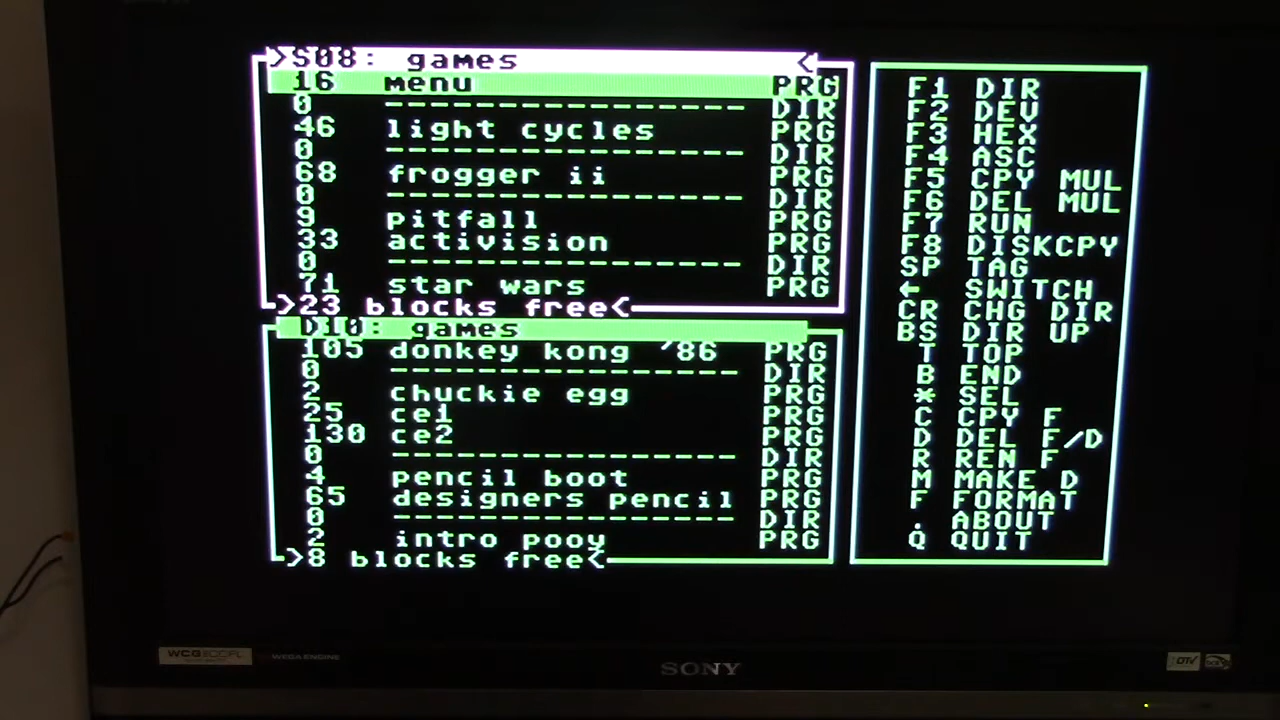 >S08: games<
16 menu PRG
0 ----------------- DIR
46 light cycles PRG
0 ----------------- DIR
68 frogger ii PRG
0 ----------------- DIR
9 pitfall PRG
33 activision PRG
0 ----------------- DIR
71 star wars PRG
>23 blocks free<
D10: games
105 donkey kong '86 PRG
0 ----------------- DIR
2 chuckie egg PRG
25 ce1 PRG
130 ce2 PRG
0 ----------------- DIR
4 pencil boot PRG
65 designers pencil PRG
0 ----------------- DIR
2 intro pooy PRG
>8 blocks free<
F1 DIR
F2 DEV
F3 HEX
F4 ASC
F5 CPY MUL
F6 DEL MUL
F7 RUN
F8 DISKCPY
SP TAG
← SWITCH
CR CHG DIR
BS DIR UP
T TOP
B END
* SEL
C CPY F
D DEL F/D
R REN F
M MAKE D
F FORMAT
. ABOUT
Q QUIT
WEGA ENGINE
SONY